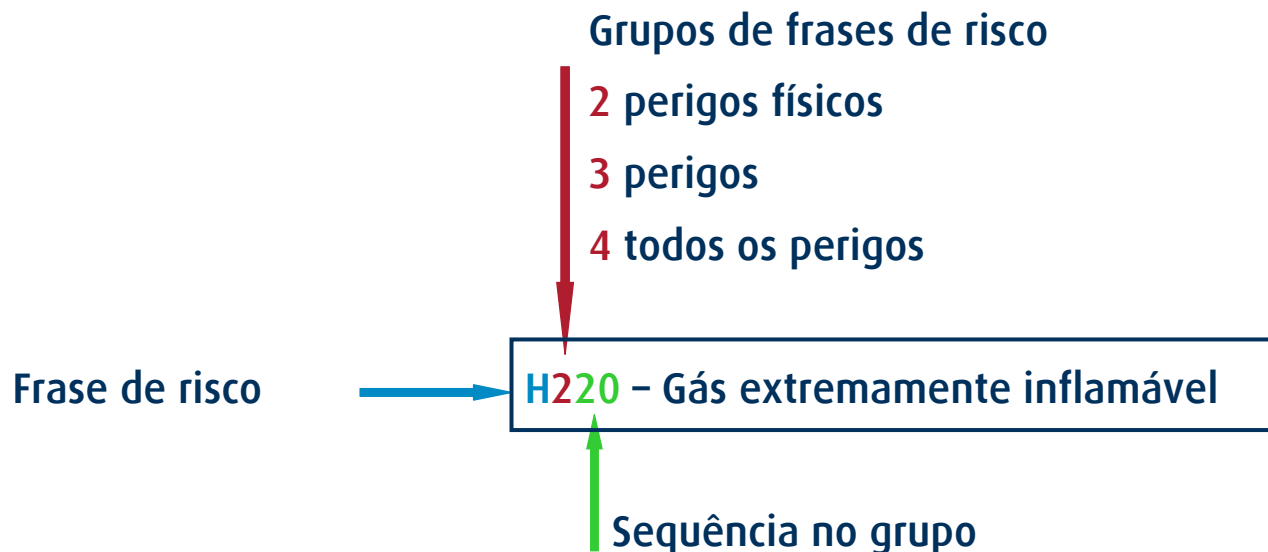 Grupos de frases de risco
2 perigos físicos
3 perigos
4 todos os perigos
Frase de risco
H220 – Gás extremamente inflamável
Sequência no grupo